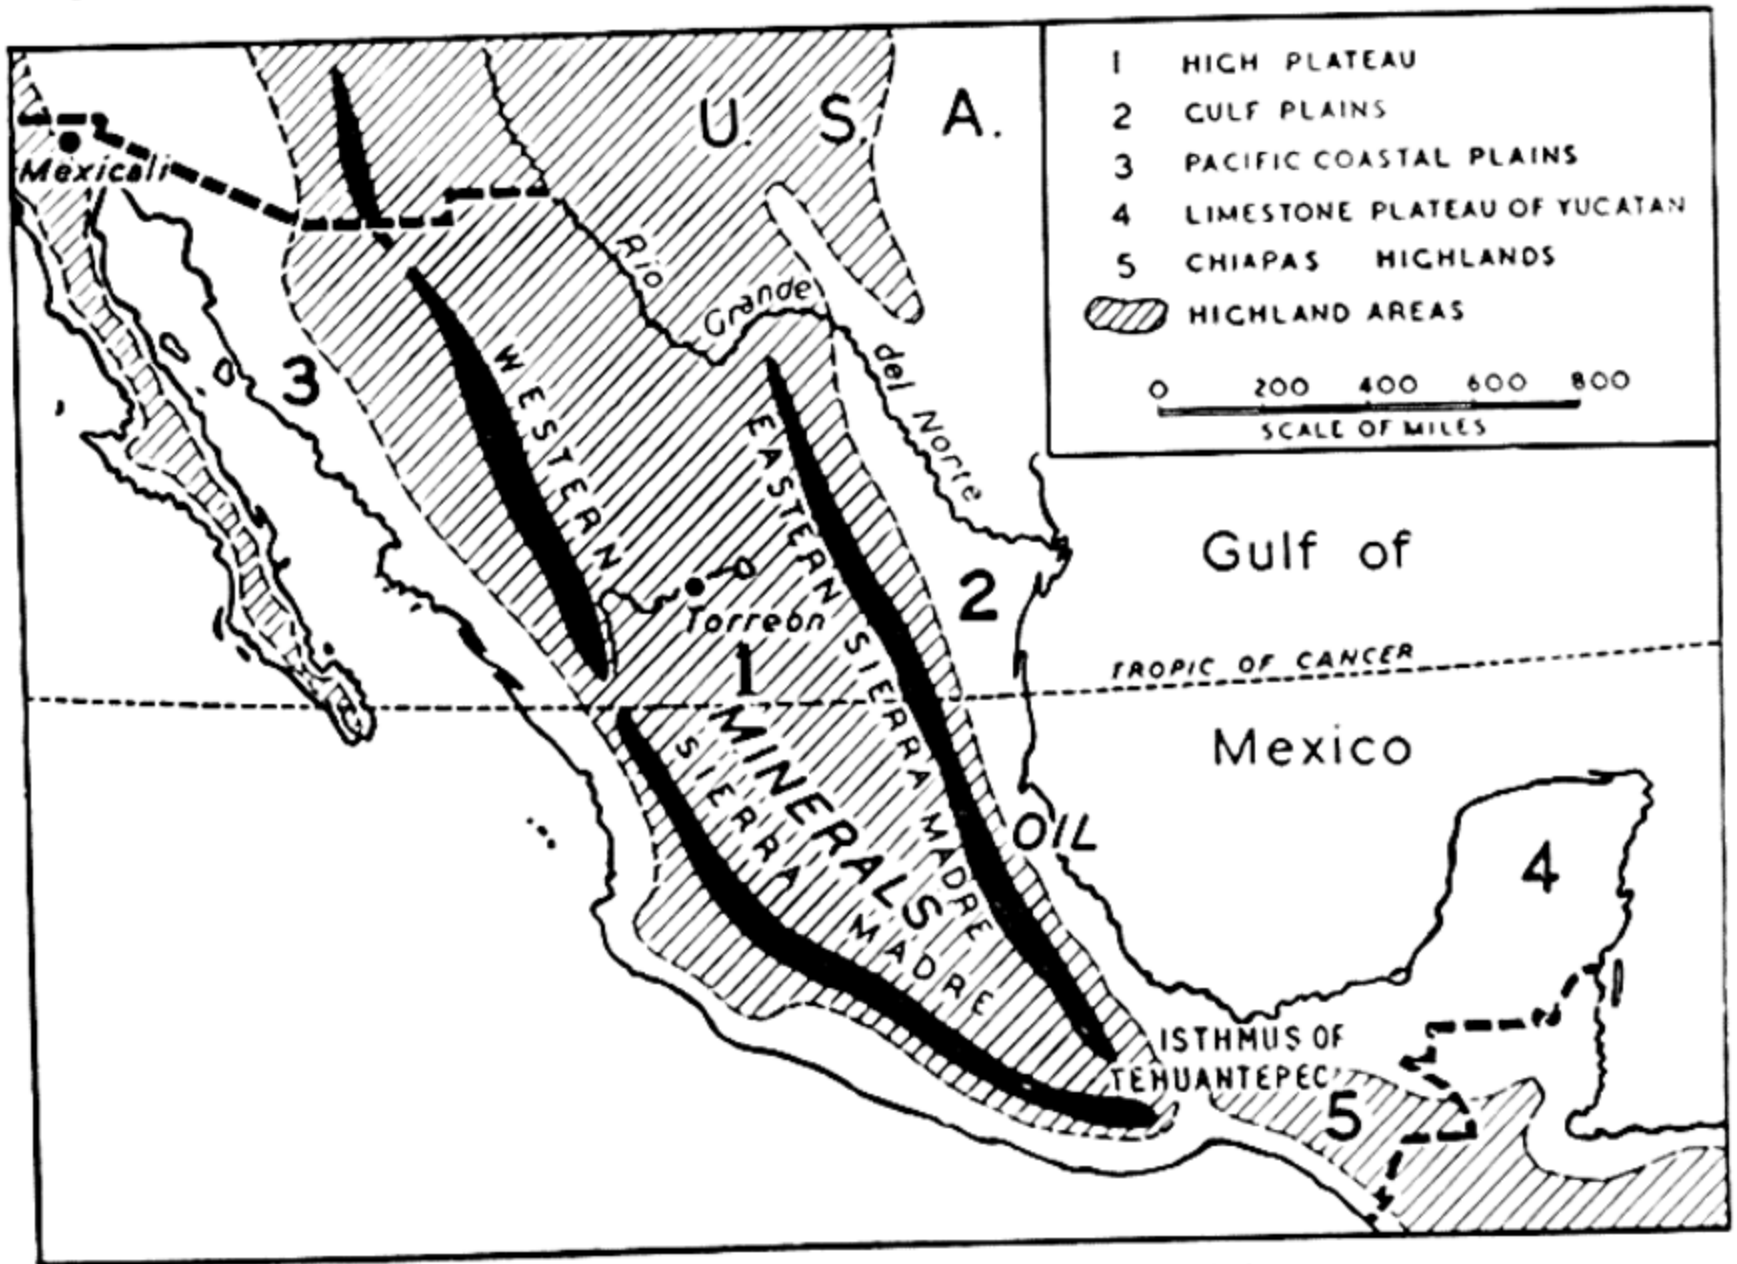 1 HIGH PLATEAU
2 GULF PLAINS
3 PACIFIC COASTAL PLAINS
4 LIMESTONE PLATEAU OF YUCATAN
5 CHIAPAS HIGHLANDS
HIGHLAND AREAS
0 200 400 600 800
SCALE OF MILES
U. S. A.
Mexicali
Rio Grande del Norte
3
WESTERN SIERRA MADRE
EASTERN SIERRA MADRE
Gulf of Mexico
2
Torreón
1
TROPIC OF CANCER
MINERALS
OIL
4
ISTHMUS OF
TEHUANTEPEC
5